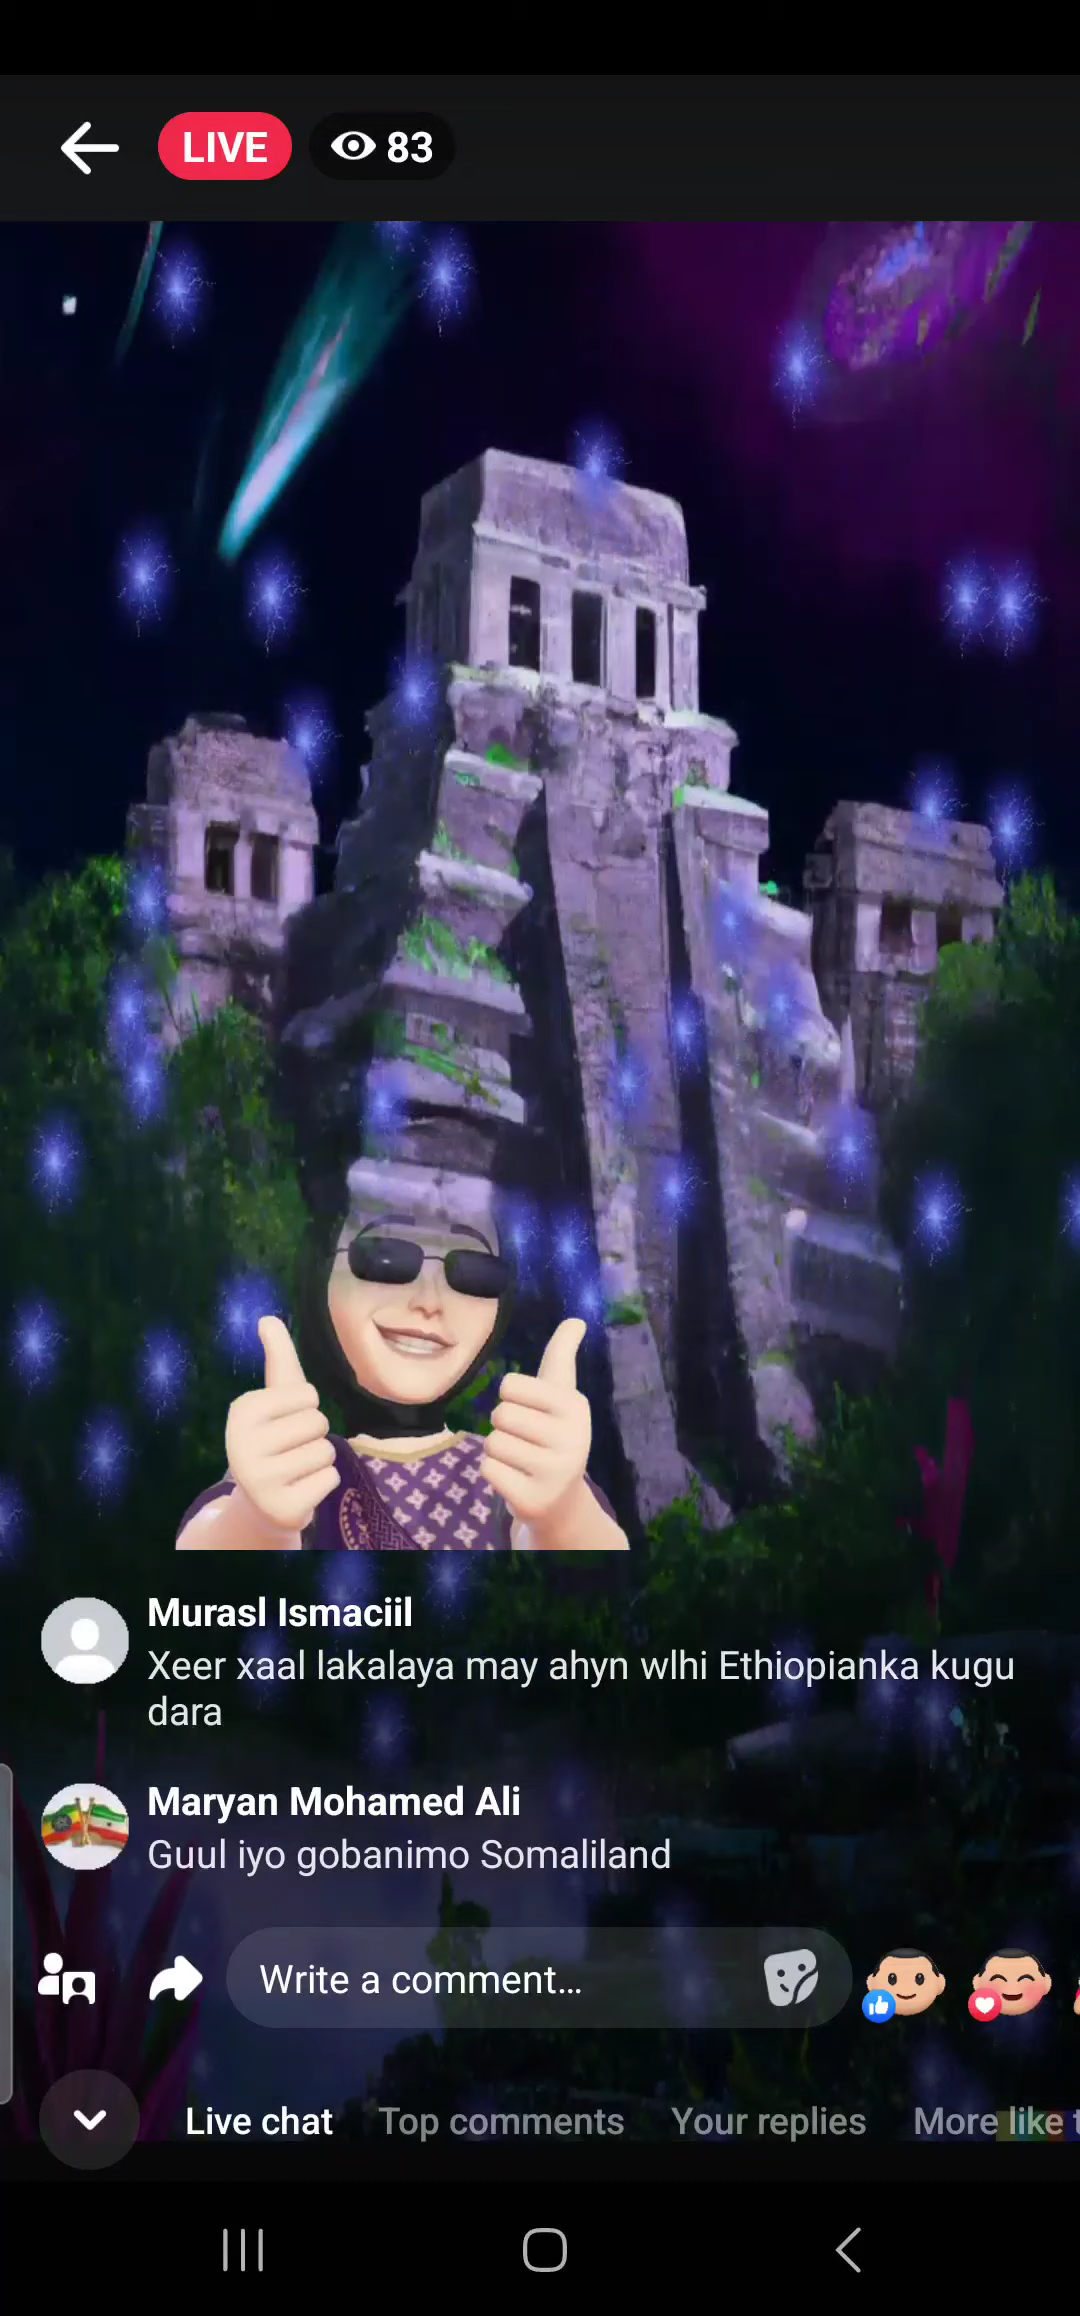 LIVE
83
Murasl Ismaciil
Xeer xaal lakalaya may ahyn wlhi Ethiopianka kugu
dara
Maryan Mohamed Ali
Guul iyo gobanimo Somaliland
Write a comment...
Live chat
Top comments
Your replies
More like